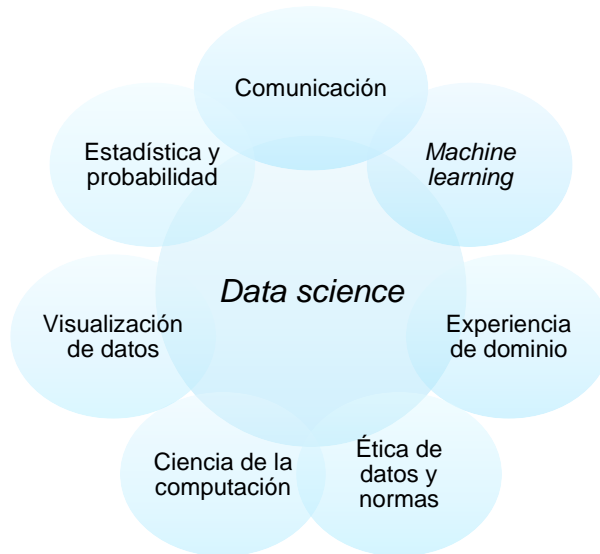 Comunicación
Machine
learning
Experiencia
de dominio
Ética de
datos y
normas
Ciencia de la
computación
Visualización
de datos
Estadística y
probabilidad
Data science